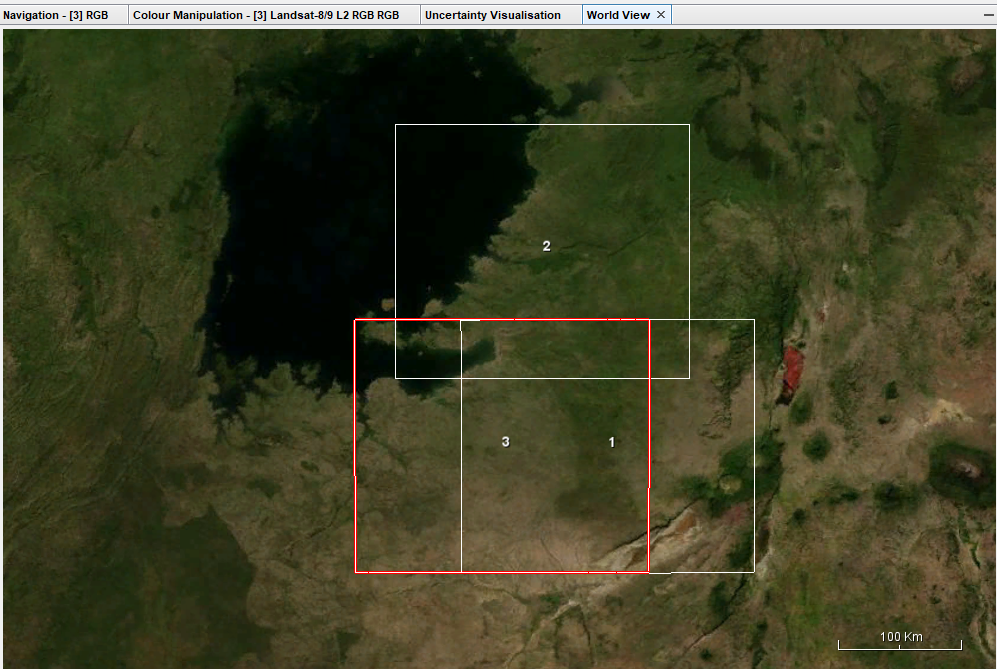 Navigation - [3] RGB Colour Manipulation - [3] Landsat-8/9 L2 RGB RGB Uncertainty Visualisation World View
2
3 1
100 Km